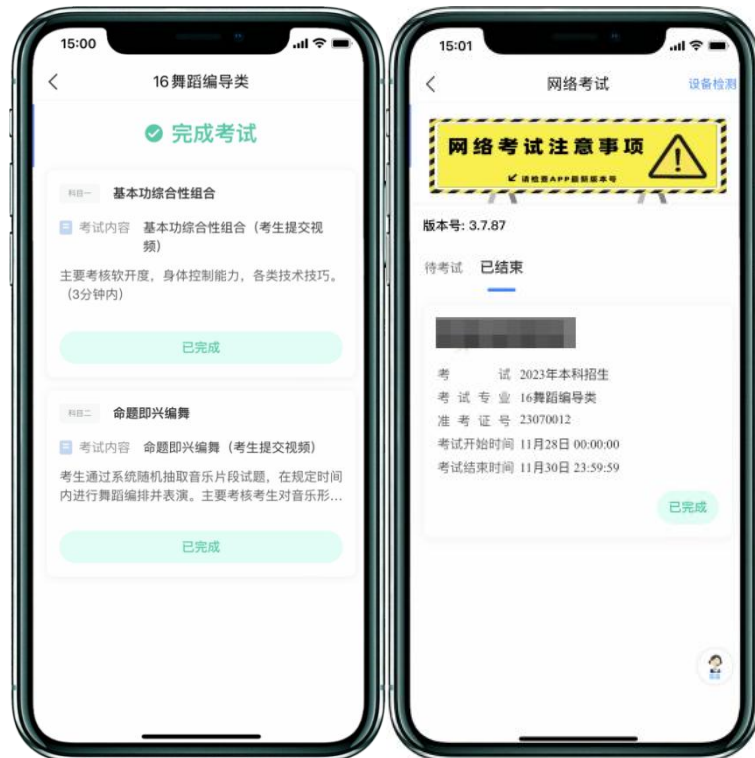 15:00
16舞蹈编导类
完成考试
科目一 基本功综合性组合
考试内容 基本功综合性组合（考生提交视
频）
主要考核软开度，身体控制能力，各类技术技巧。
（3分钟内）
已完成
科目二 命题即兴编舞
考试内容 命题即兴编舞（考生提交视频）
考生通过系统随机抽取音乐片段试题，在规定时间
内进行舞蹈编排并表演。主要考核考生对音乐形...
已完成
15:01
网络考试 设备检测
网络考试注意事项
请检查APP最新版本号
版本号: 3.7.87
待考试 已结束
考 试 2023年本科招生
考试专业 16舞蹈编导类
准考证号 23070012
考试开始时间 11月28日 00:00:00
考试结束时间 11月30日 23:59:59
已完成